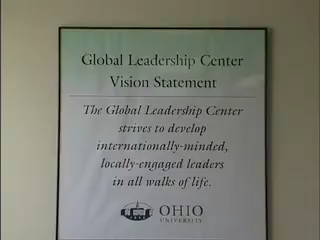 Global Leadership Center
Vision Statement
The Global Leadership Center
strives to develop
internationally-minded,
locally-engaged leaders
in all walks of life.
OHIO
UNIVERSITY